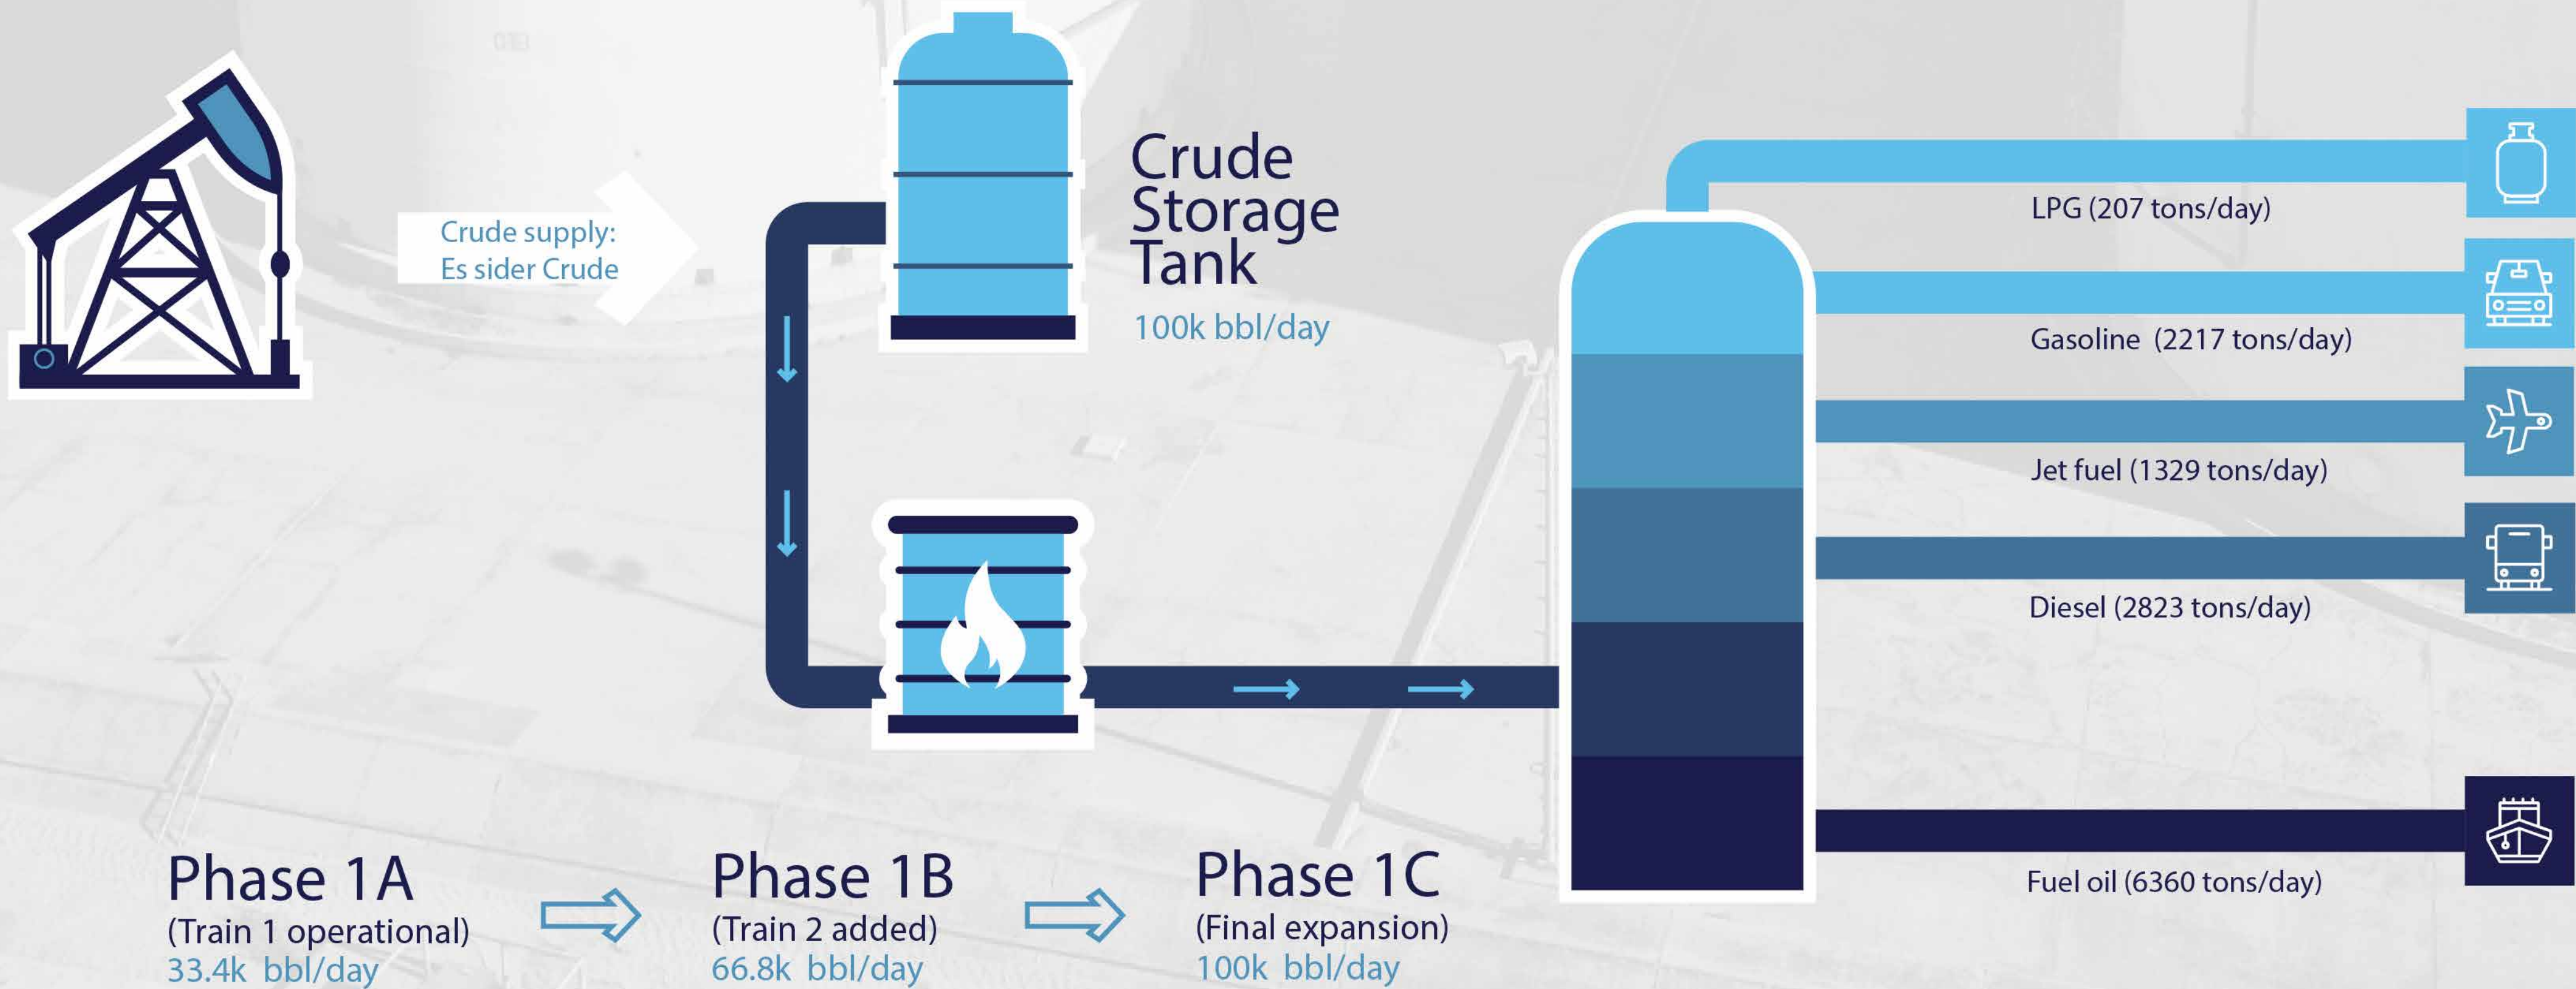 Crude supply:
Es sider Crude
Crude
Storage
Tank
100k bbl/day
LPG (207 tons/day)
Gasoline (2217 tons/day)
Jet fuel (1329 tons/day)
Diesel (2823 tons/day)
Fuel oil (6360 tons/day)
Phase 1A
(Train 1 operational)
33.4k bbl/day
Phase 1B
(Train 2 added)
66.8k bbl/day
Phase 1C
(Final expansion)
100k bbl/day